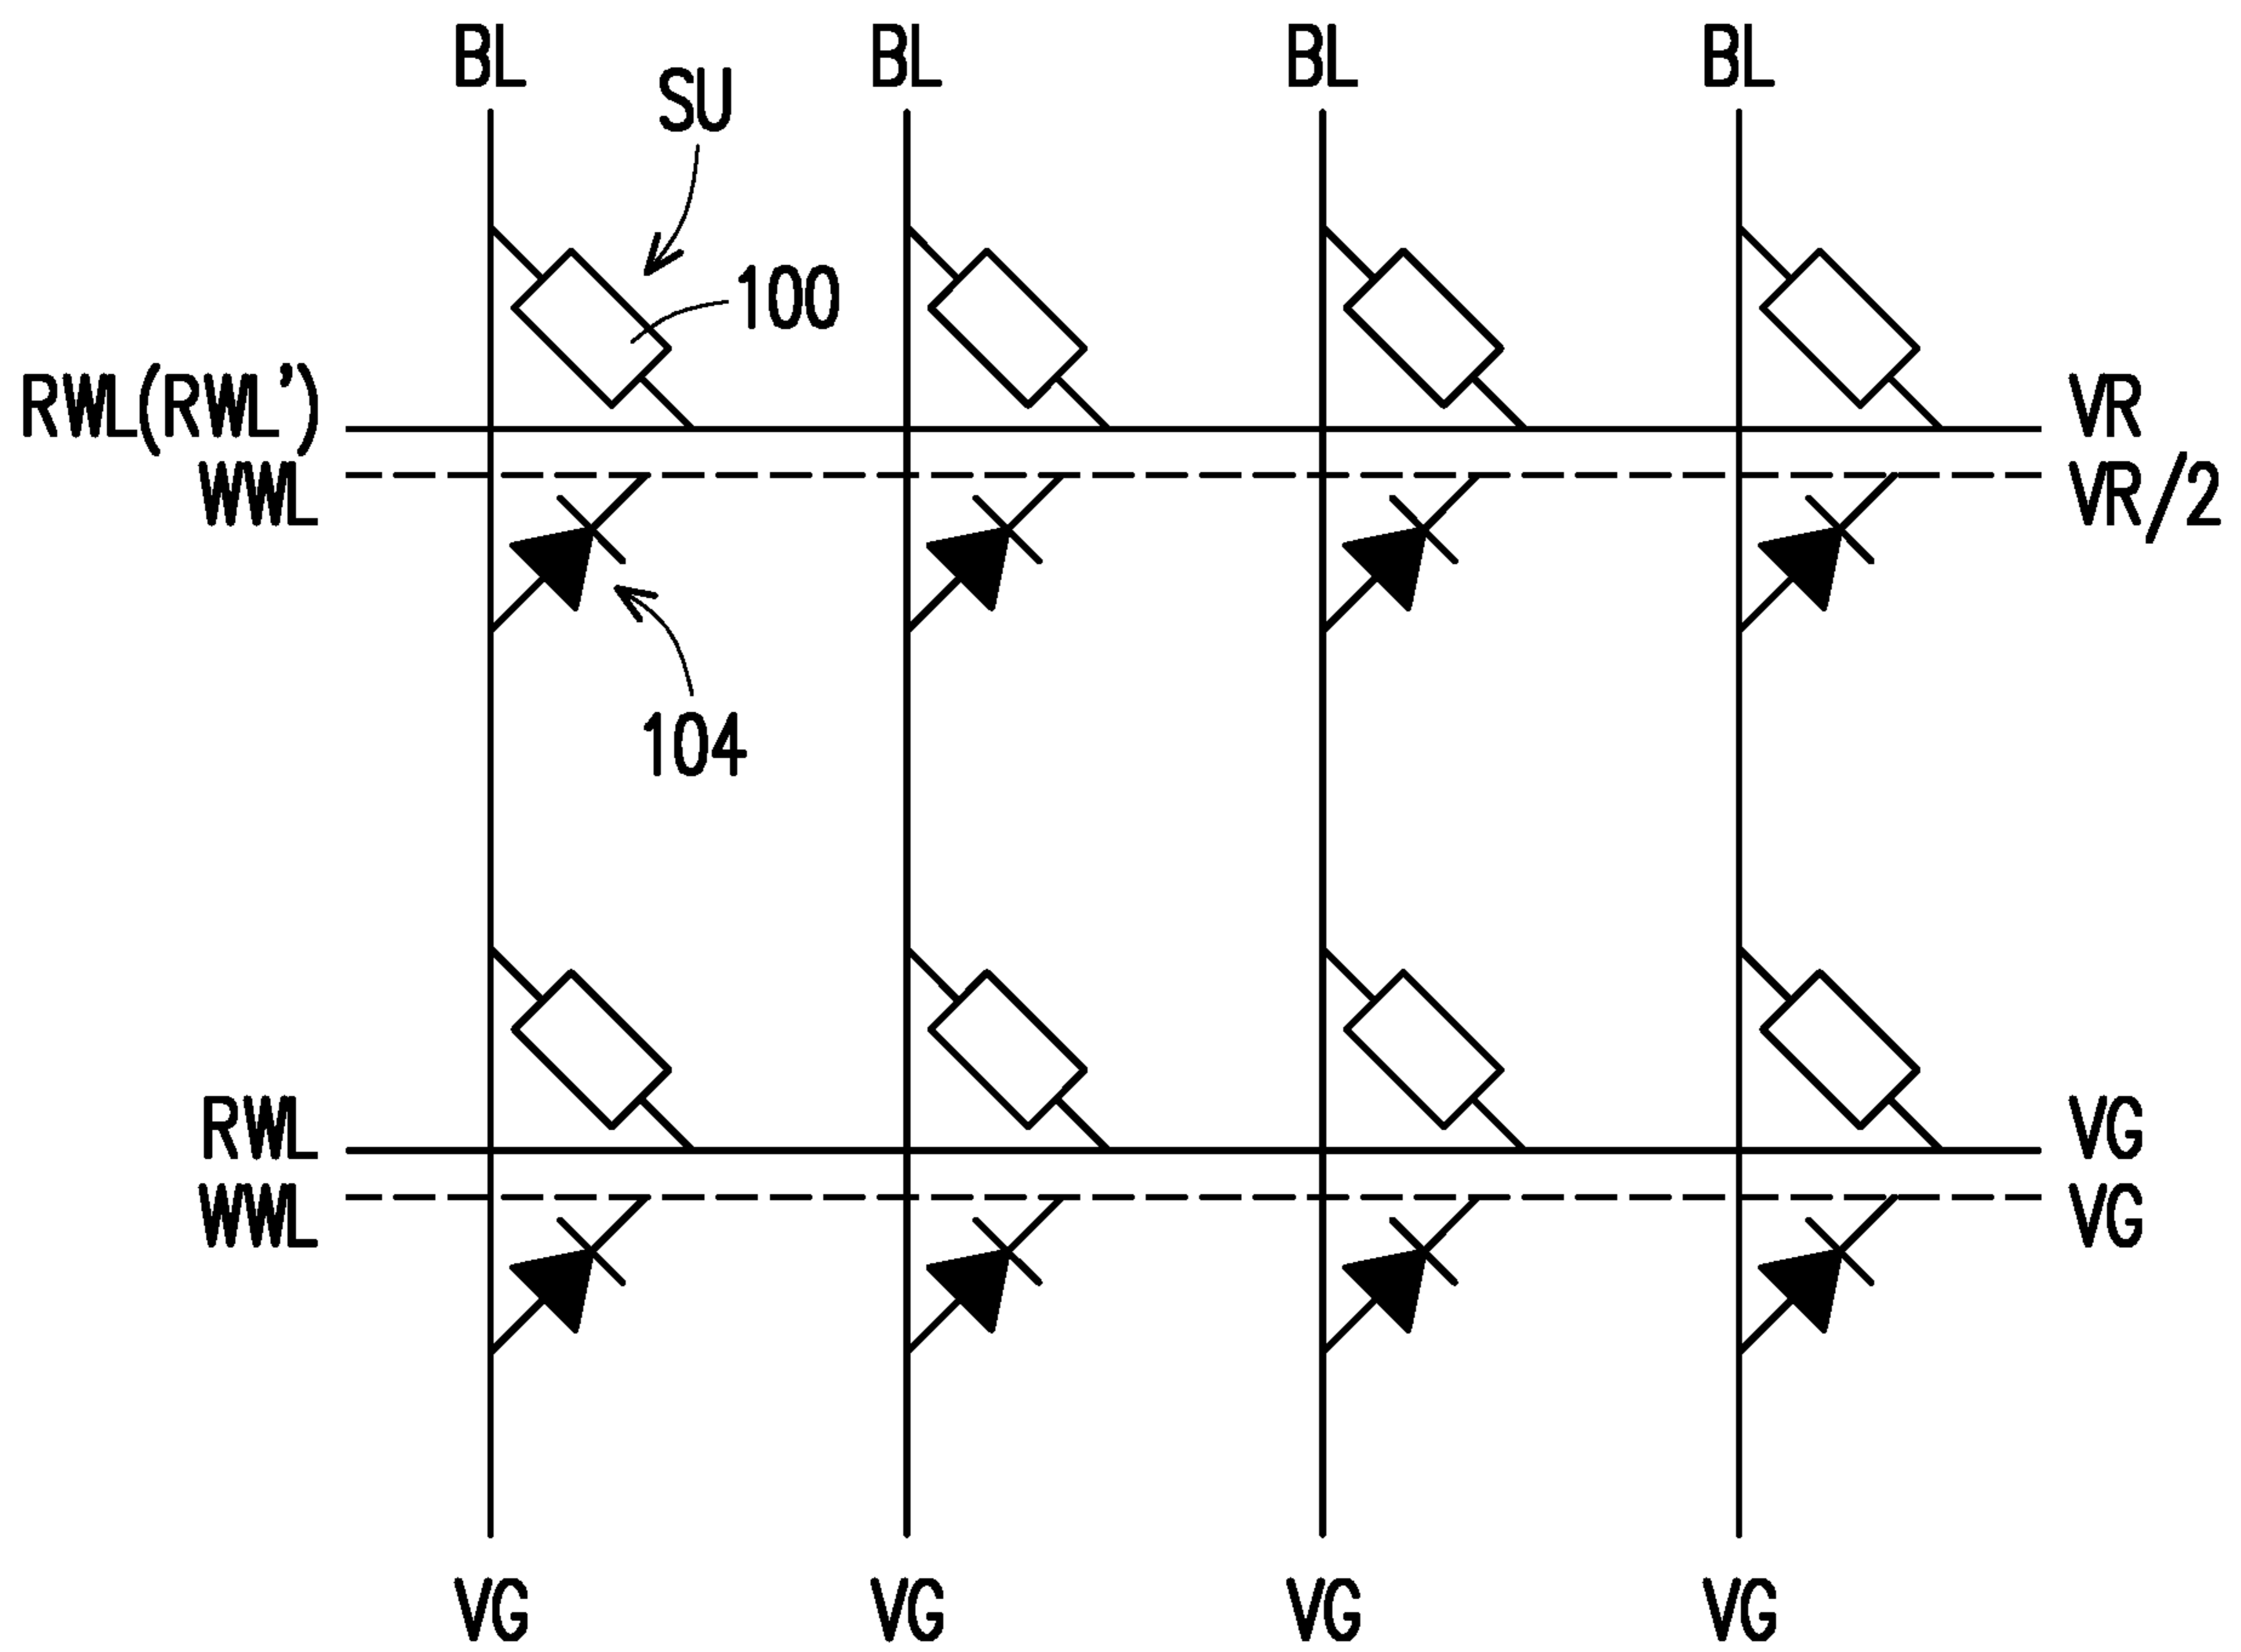 BL BL BL BL
SU
100
RWL(RWL') VR
WWL VR/2
104
RWL VG
WWL VG
VG VG VG VG